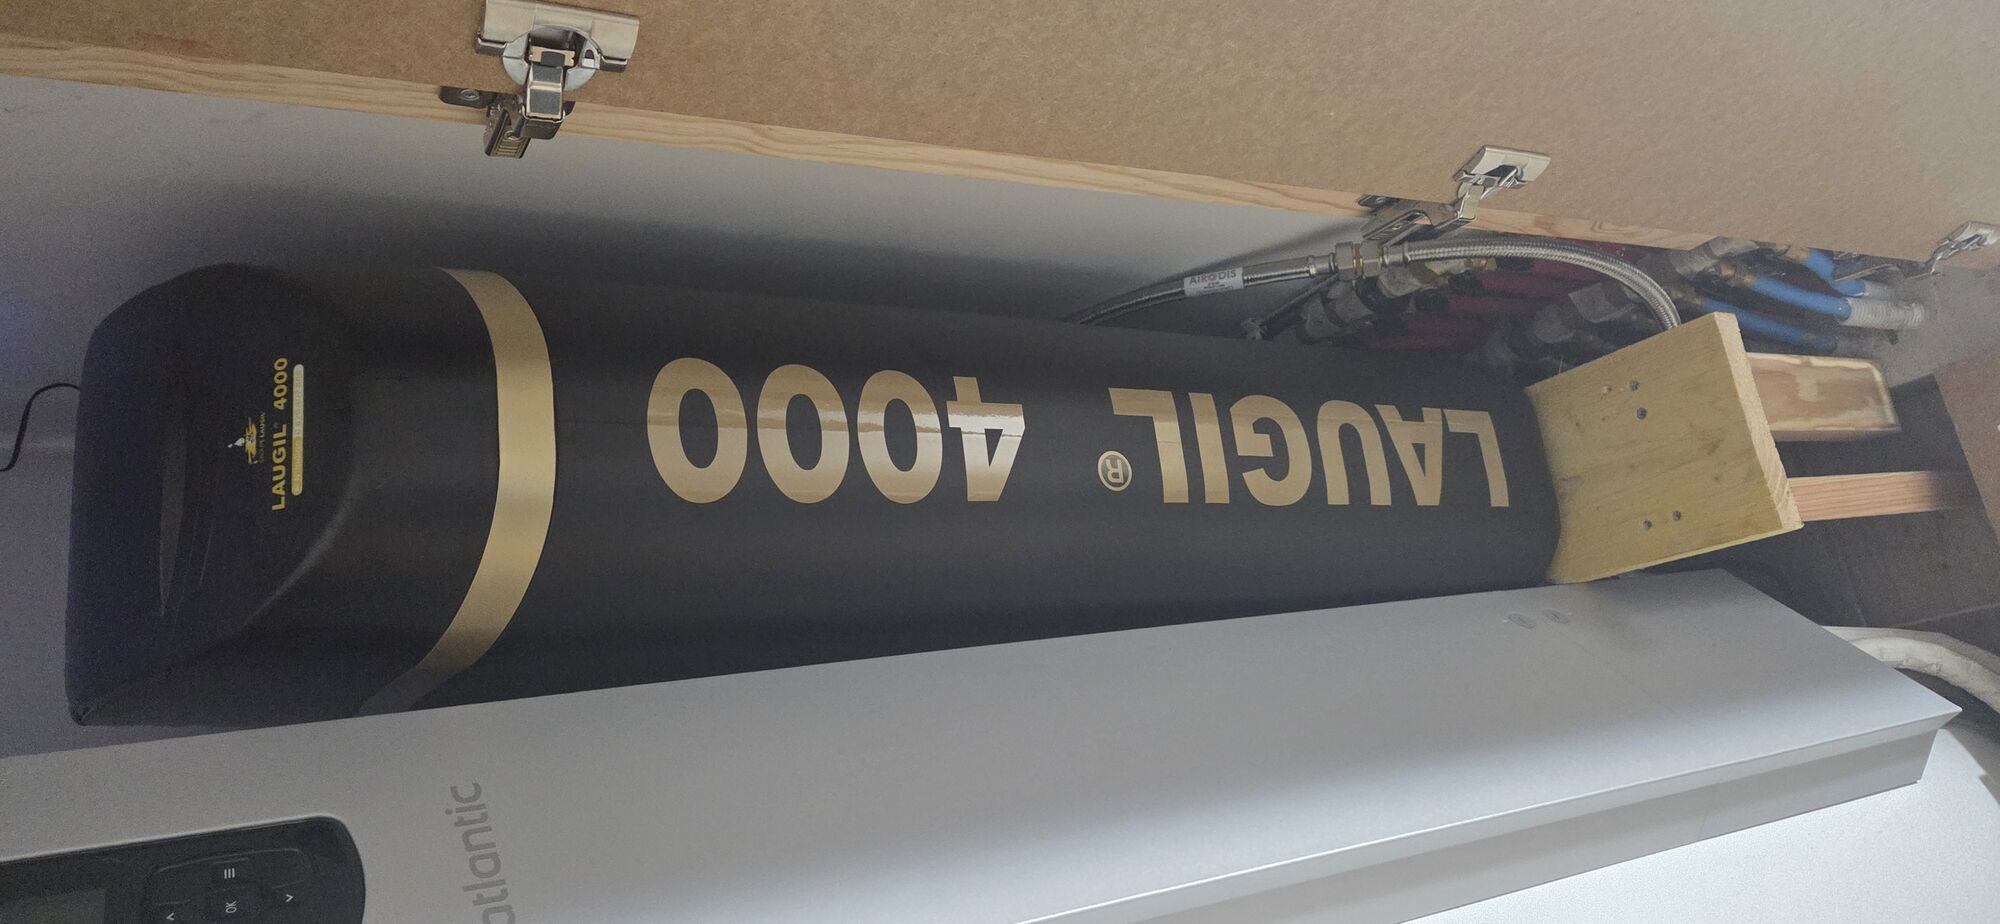 LAUGIL® 4000
LAUGIL® 4000
AIRODIS
atlantic
OK